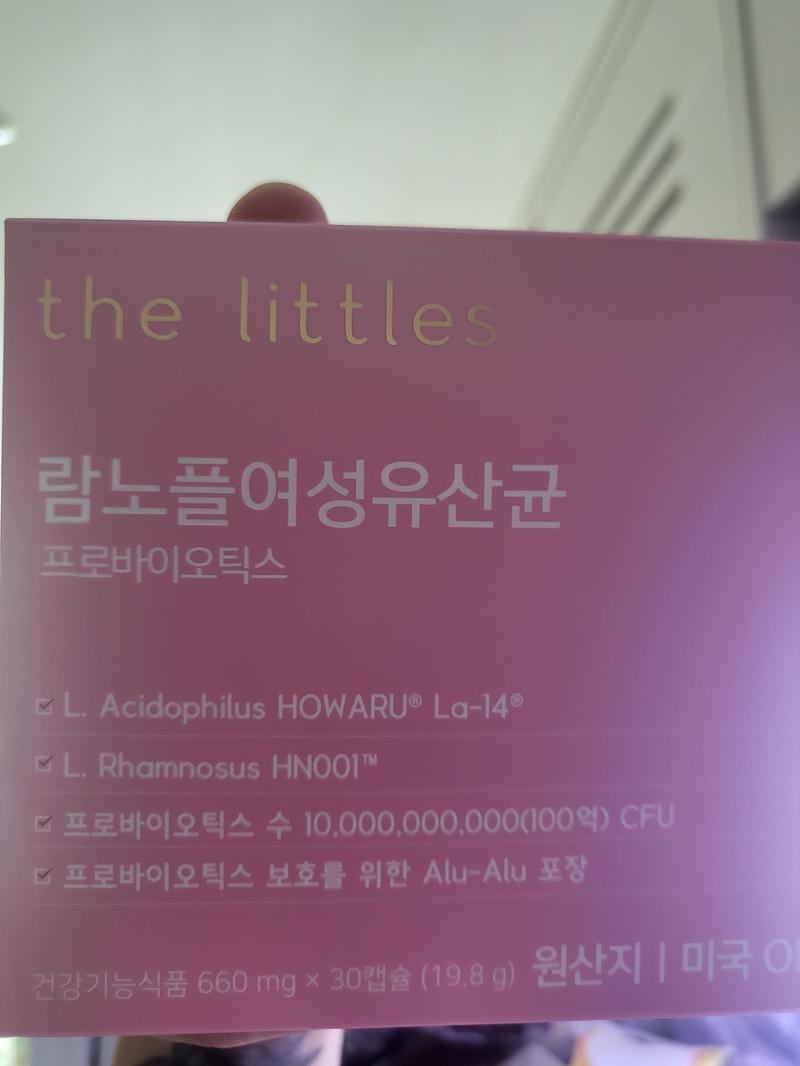 the littles
람노플여성유산균
프로바이오틱스
L. Acidophilus HOWARU® La-14®
L. Rhamnosus HN001™
프로바이오틱스 수 10,000,000,000(100억) CFU
프로바이오틱스 보호를 위한 Alu-Alu 포장
건강기능식품 660 mg × 30캡슐 (19.8 g) 원산지 | 미국